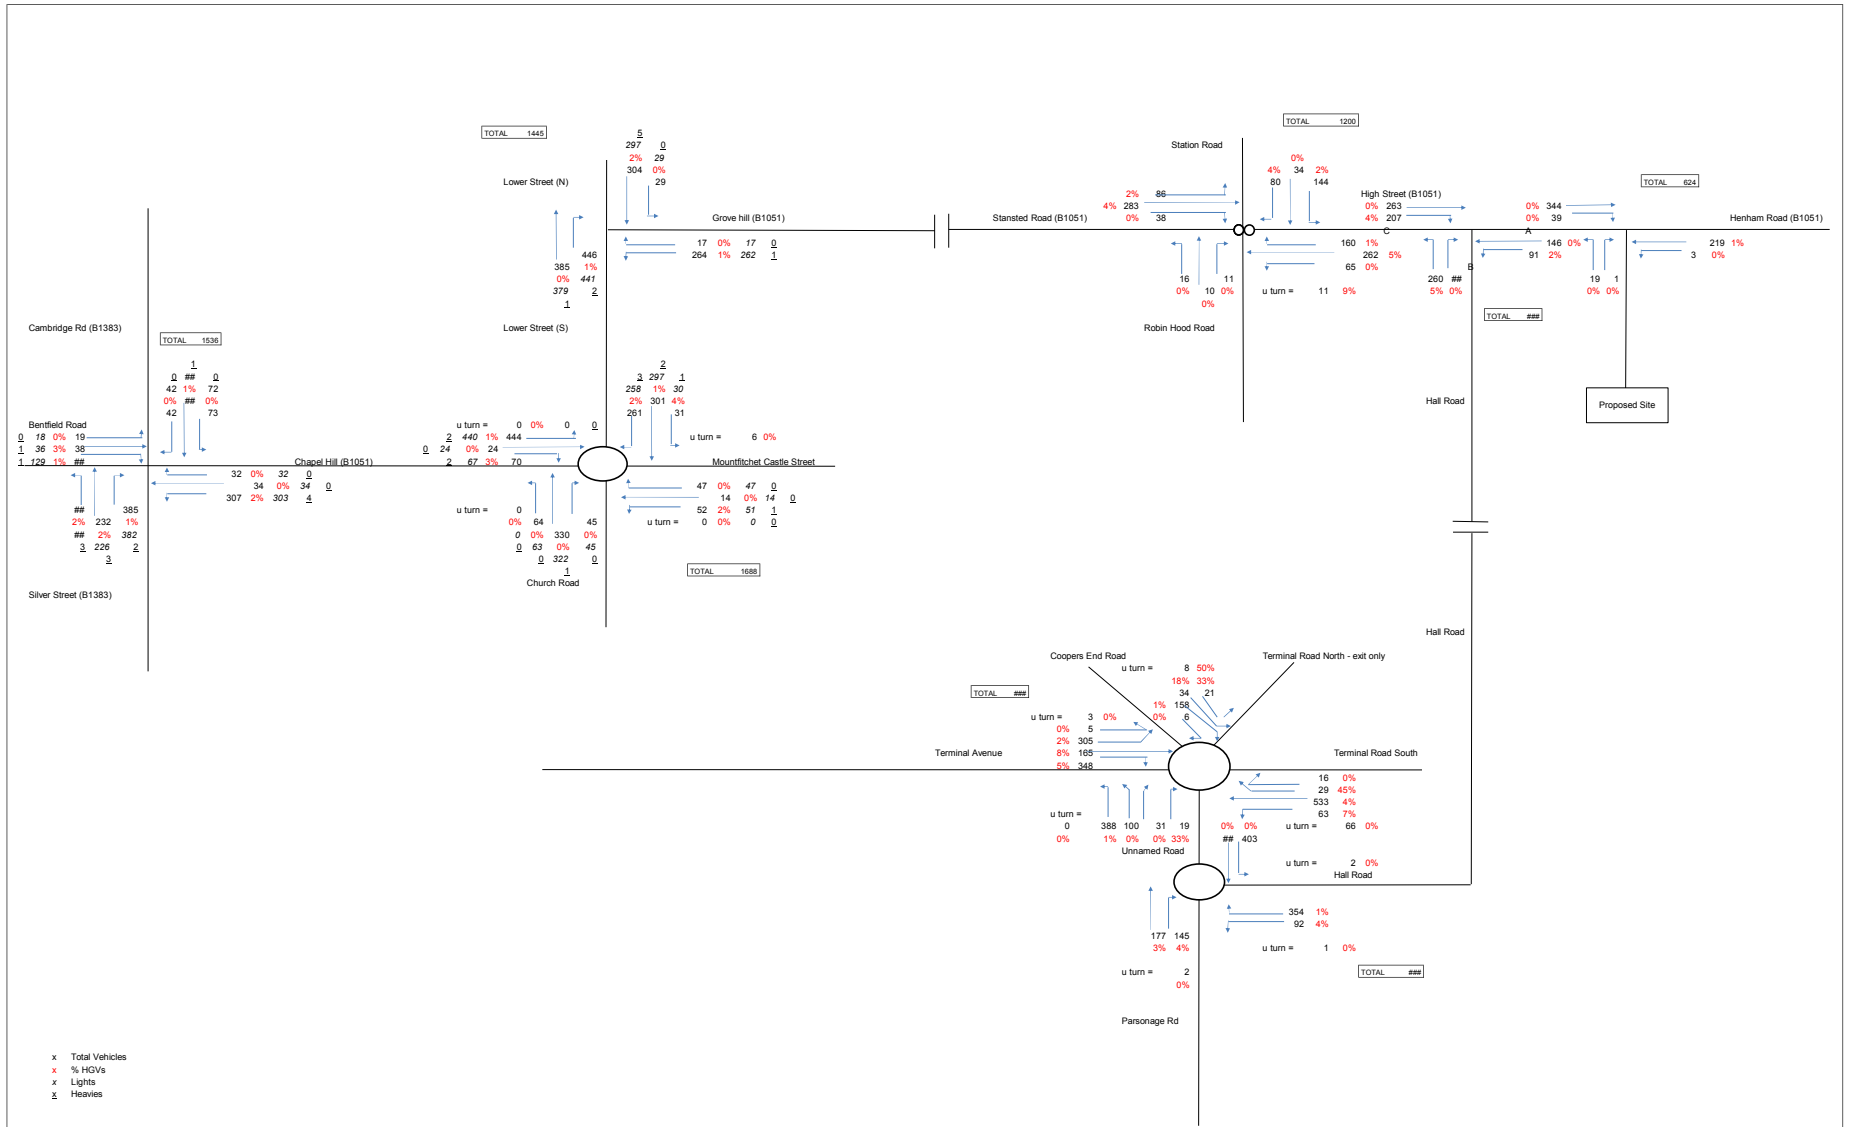 TOTAL 1200
TOTAL 1445
5
297 0
2% 29
304 0%
29
Lower Street (N)
446
385 1%
0% 441
379 2
1
Lower Street (S)
Grove hill (B1051)
17 0% 17 0
264 1% 262 1
Stansted Road (B1051)
Station Road
2% 86
4% 283
0% 38
0%
4% 34 2%
80 144
High Street (B1051)
0% 263
4% 207
C
160 1%
262 5%
65 0%
u turn = 11 9%
16 11
0% 10 0%
0%
Robin Hood Road
TOTAL 624
0% 344
0% 39
A
146 0%
91 2%
B
260 ##
5% 0%
19 1
0% 0%
Henham Road (B1051)
219 1%
3 0%
TOTAL ###
Hall Road
Proposed Site
Cambridge Rd (B1383)
TOTAL 1536
1
0 ## 0
42 1% 72
0% ## 0%
42 73
Bentfield Road
0 18 0% 19
1 36 3% 38
1 129 1% ##
Chapel Hill (B1051)
32 0% 32 0
34 0% 34 0
307 2% 303 4
## 385
2% 232 1%
## 2% 382
3 226 2
3
Silver Street (B1383)
2
3 297 1
258 1% 30
2% 301 4%
261 31
u turn = 6 0%
u turn = 0 0% 0 0
2 440 1% 444
0 24 0% 24
2 67 3% 70
Mountfitchet Castle Street
47 0% 47 0
14 0% 14 0
52 2% 51 1
u turn = 0 0% 0 0
u turn = 0
0% 64 45
0 0% 330 0%
0 63 0% 45
0 322 0
1
Church Road
TOTAL 1688
Hall Road
Coopers End Road
Terminal Road North - exit only
u turn = 8 50%
18% 33%
34 21
1% 158
0% 6
TOTAL ###
u turn = 3 0%
0% 5
2% 305
8% 165
5% 348
Terminal Avenue
Terminal Road South
16 0%
29 45%
533 4%
63 7%
u turn = 66 0%
u turn =
0 388 100 31 19
0% 1% 0% 0% 33%
Unnamed Road
0% 0%
## 403
u turn = 2 0%
Hall Road
354 1%
92 4%
u turn = 1 0%
177 145
3% 4%
u turn = 2
0%
TOTAL ###
Parsonage Rd
x Total Vehicles
x % HGVs
x Lights
x Heavies